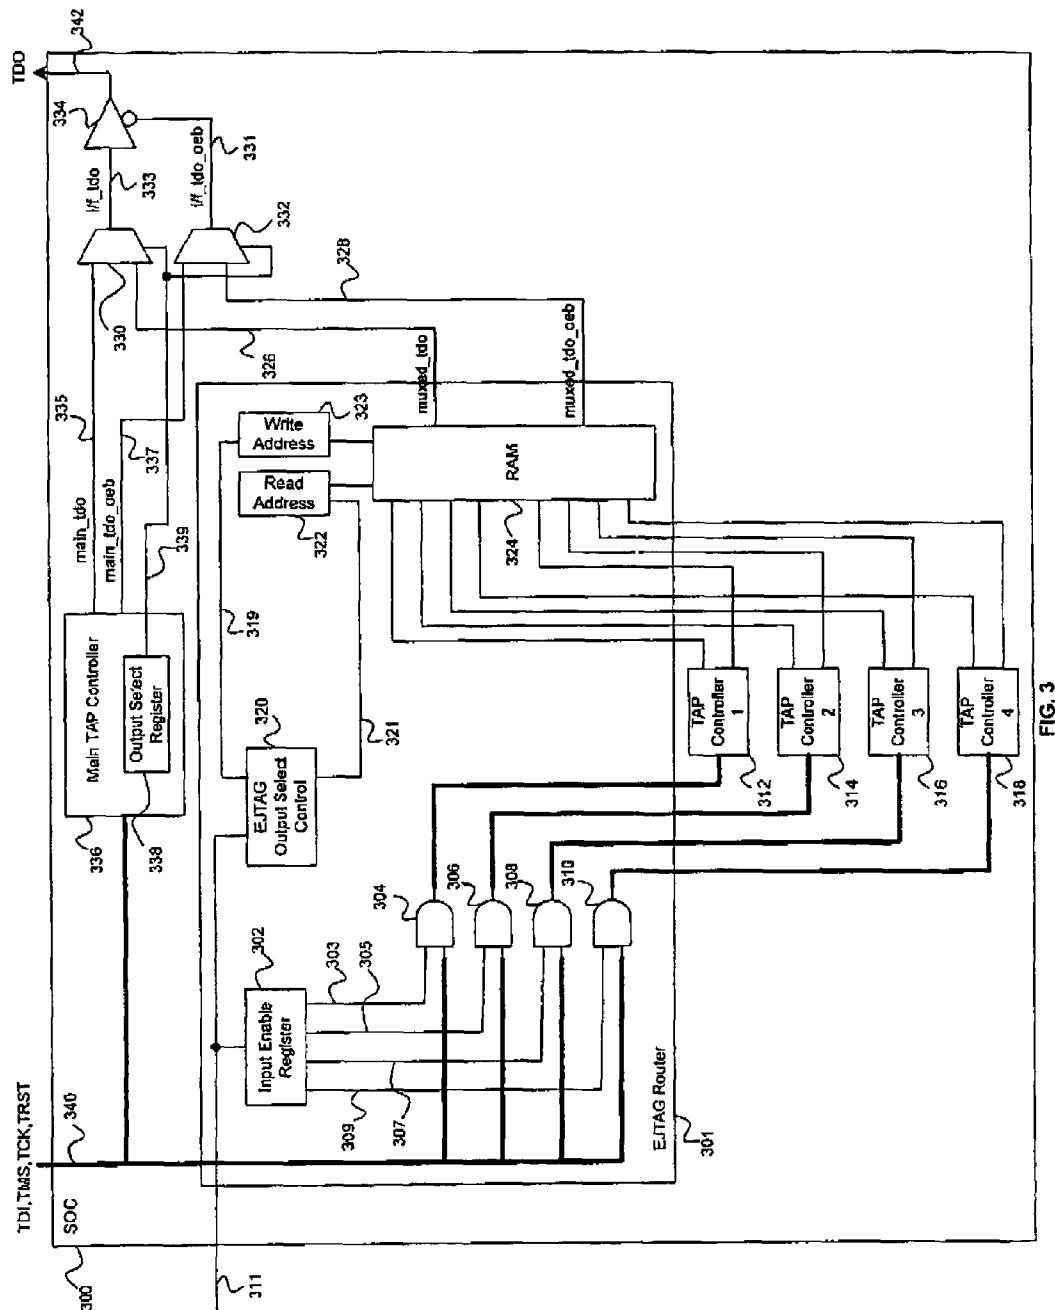 TDI,TMS,TCK,TRST
340
SOC
300
311
TDO
342
334
i/f_tdo
333
i/f_tdo_oeb
331
332
330
328
326
335
337
339
main_tdo
main_tdo_oeb
Main TAP Controller
Output Select
Register
336
338
muxed_tdo
muxed_tdo_oeb
Write
Address
323
Read
Address
322
RAM
324
319
321
EJTAG
Output Select
Control
320
Input Enable
Register
302
303
305
307
309
304
306
308
310
TAP
Controller
1
312
TAP
Controller
2
314
TAP
Controller
3
316
TAP
Controller
4
318
EJTAG Router
301
FIG. 3